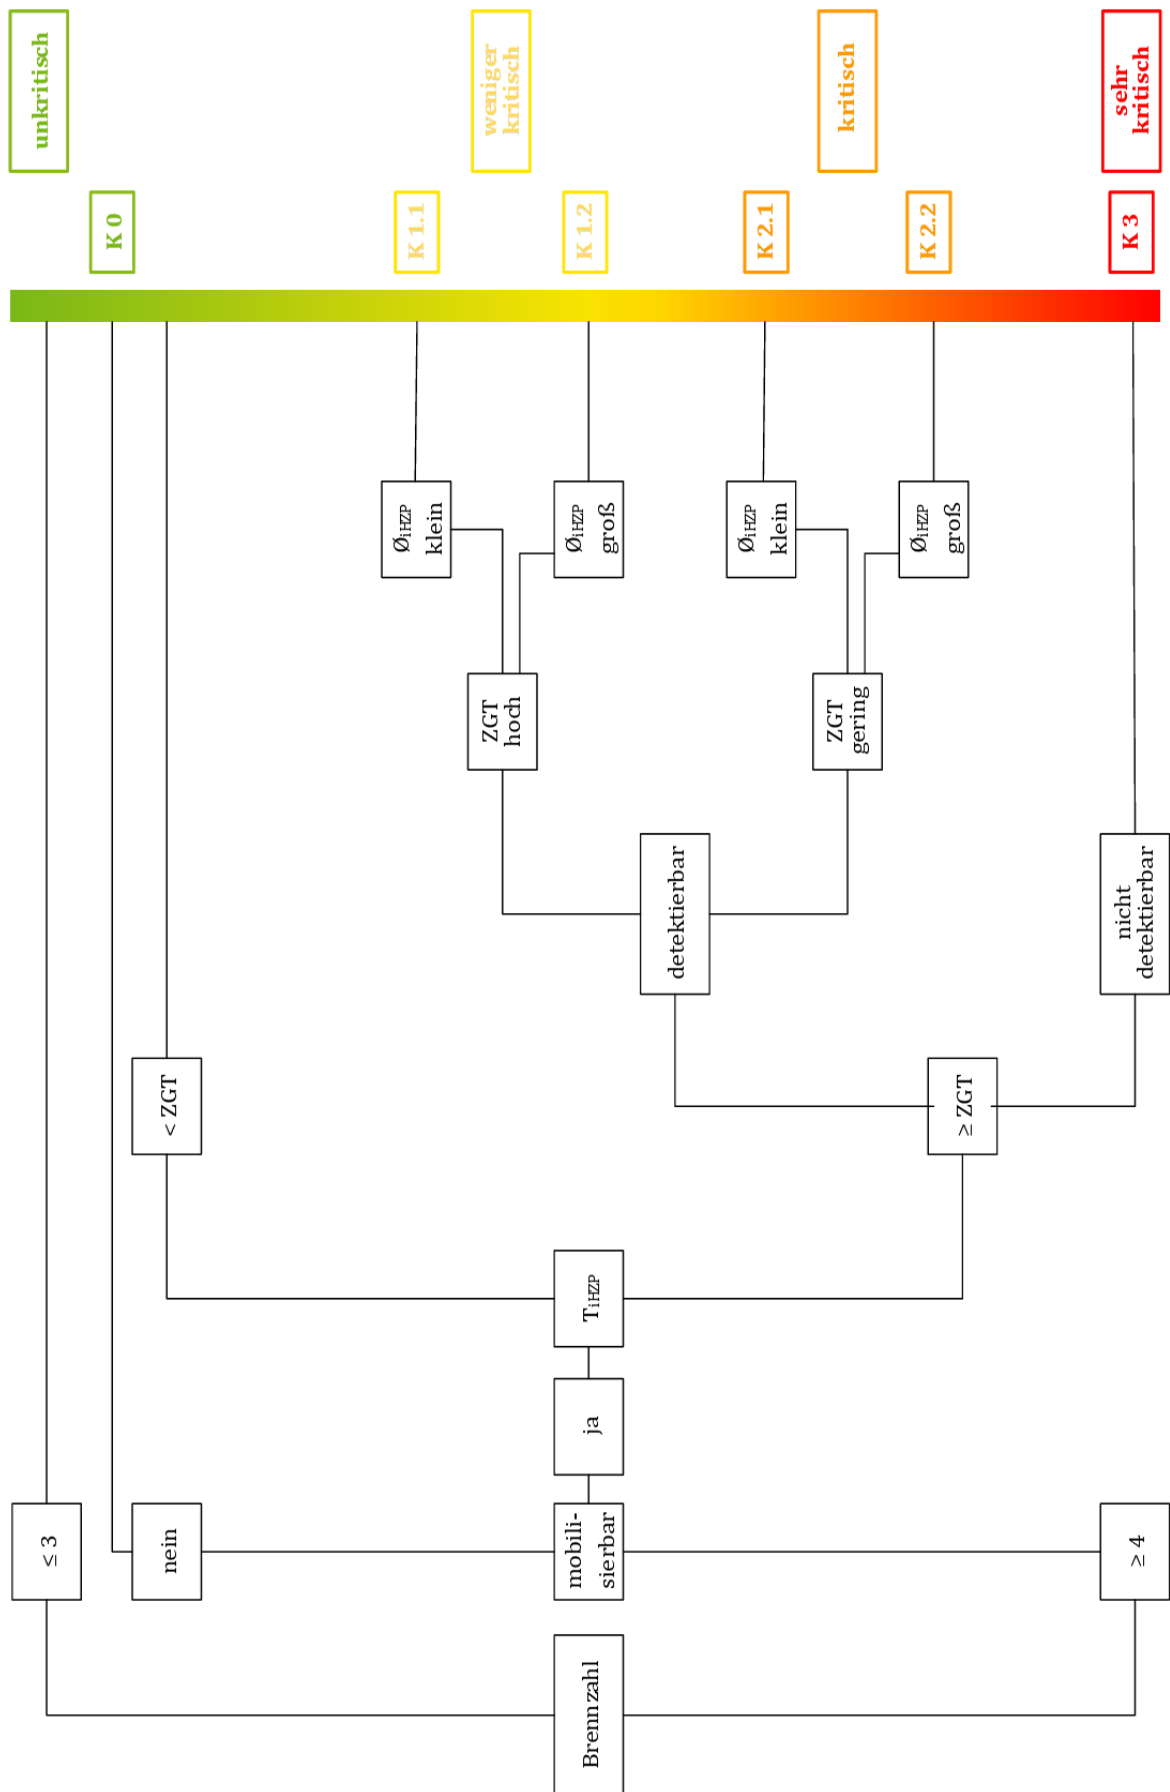 Brennzahl
≤ 3
≥ 4
nein
mobili-
sierbar
ja
TiHZP
< ZGT
≥ ZGT
detektierbar
nicht
detektierbar
ZGT
hoch
ZGT
gering
ØiHZP
klein
ØiHZP
groß
ØiHZP
klein
ØiHZP
groß
K 0
K 1.1
K 1.2
K 2.1
K 2.2
K 3
unkritisch
weniger
kritisch
kritisch
sehr
kritisch